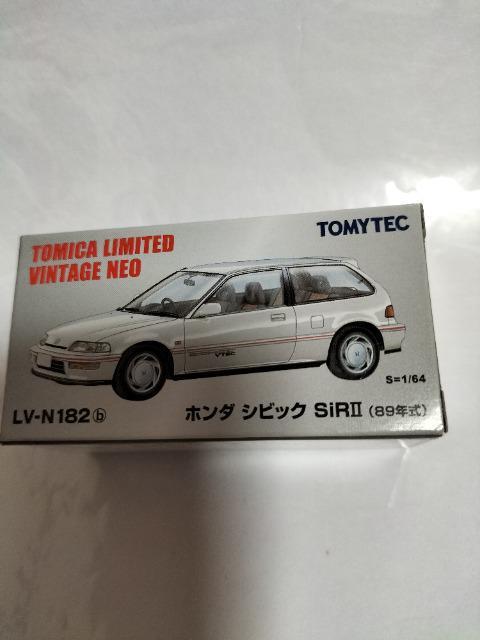 TOMYTEC
TOMICA LIMITED
VINTAGE NEO
VTEC
S=1/64
LV-N182ⓑ
ホンダ シビック SiRⅡ (89年式)